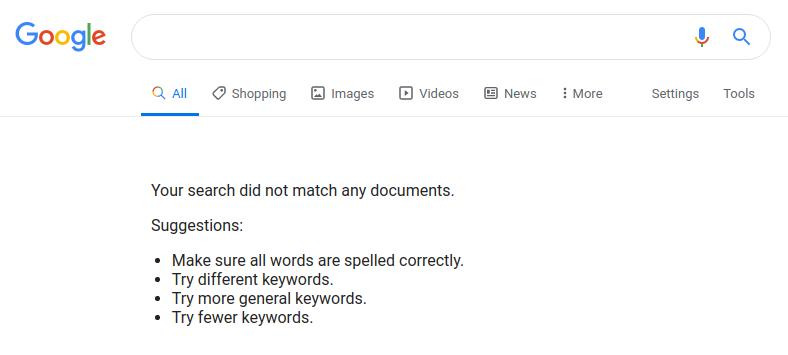 Google
All Shopping Images Videos News More Settings Tools
Your search did not match any documents.
Suggestions:
Make sure all words are spelled correctly.
Try different keywords.
Try more general keywords.
Try fewer keywords.